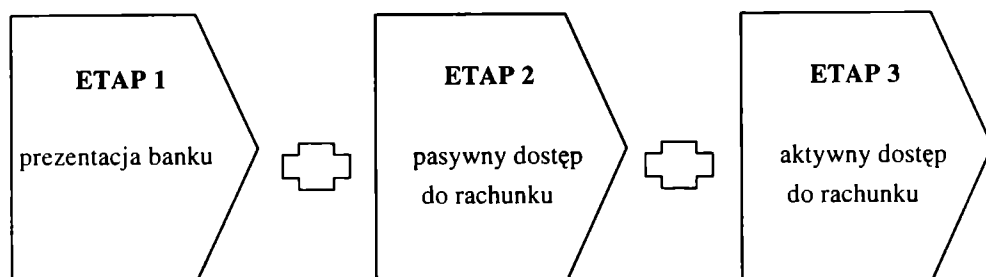 ETAP 1
prezentacja banku
ETAP 2
pasywny dostęp
do rachunku
ETAP 3
aktywny dostęp
do rachunku